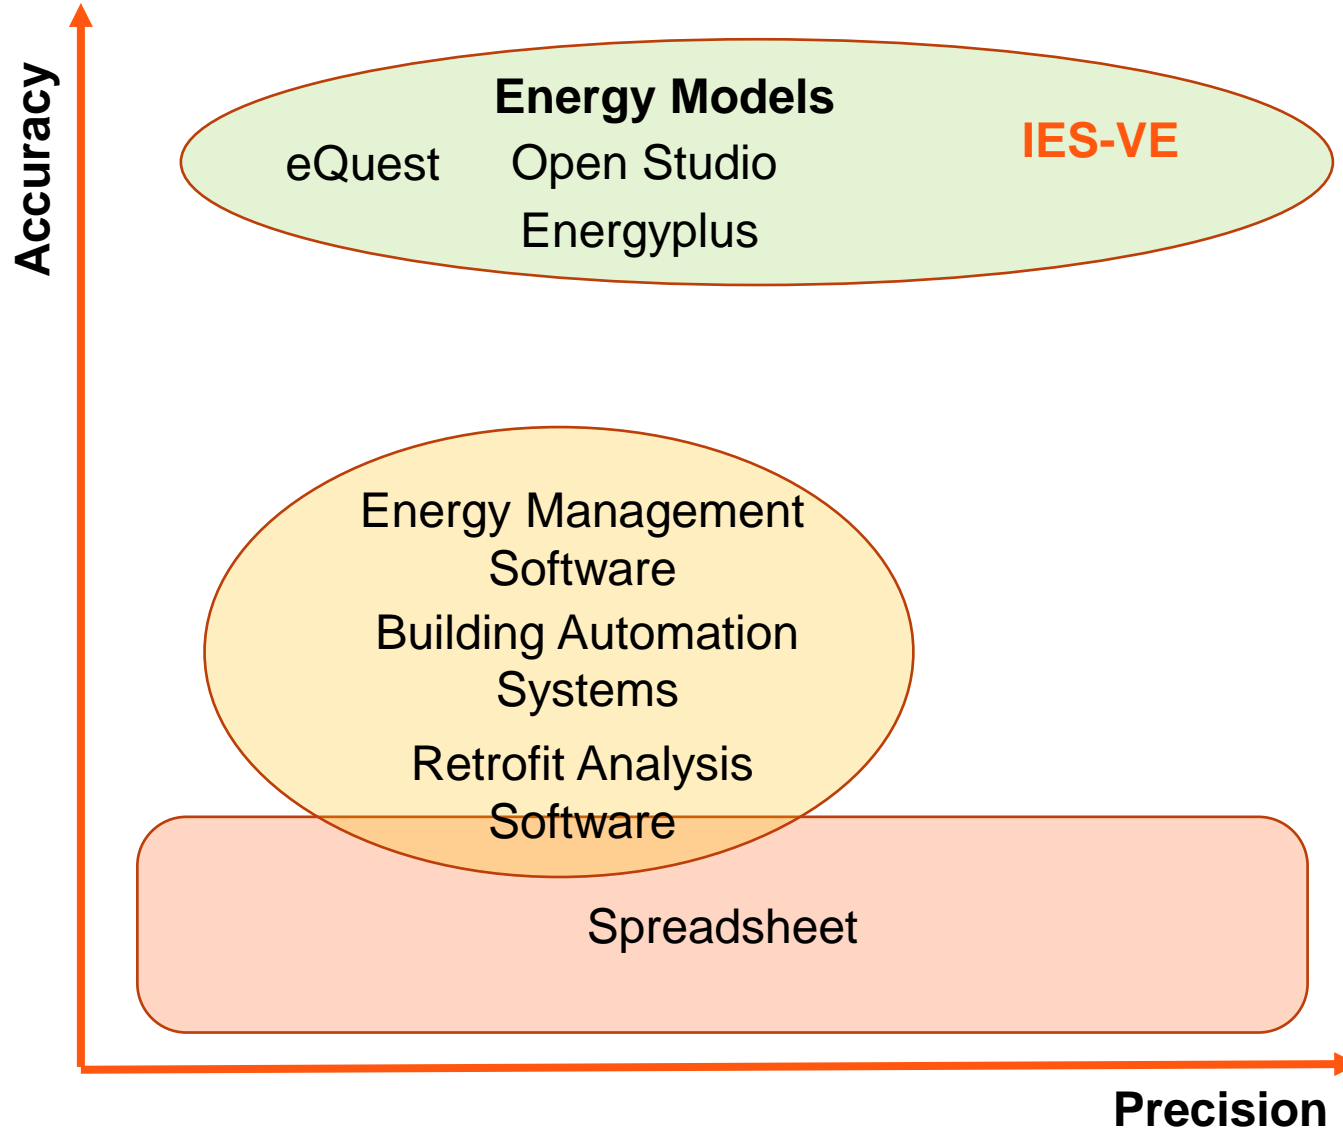 Accuracy
Energy Models
IES-VE
eQuest Open Studio
Energyplus
Energy Management
Software
Building Automation
Systems
Retrofit Analysis
Software
Spreadsheet
Precision